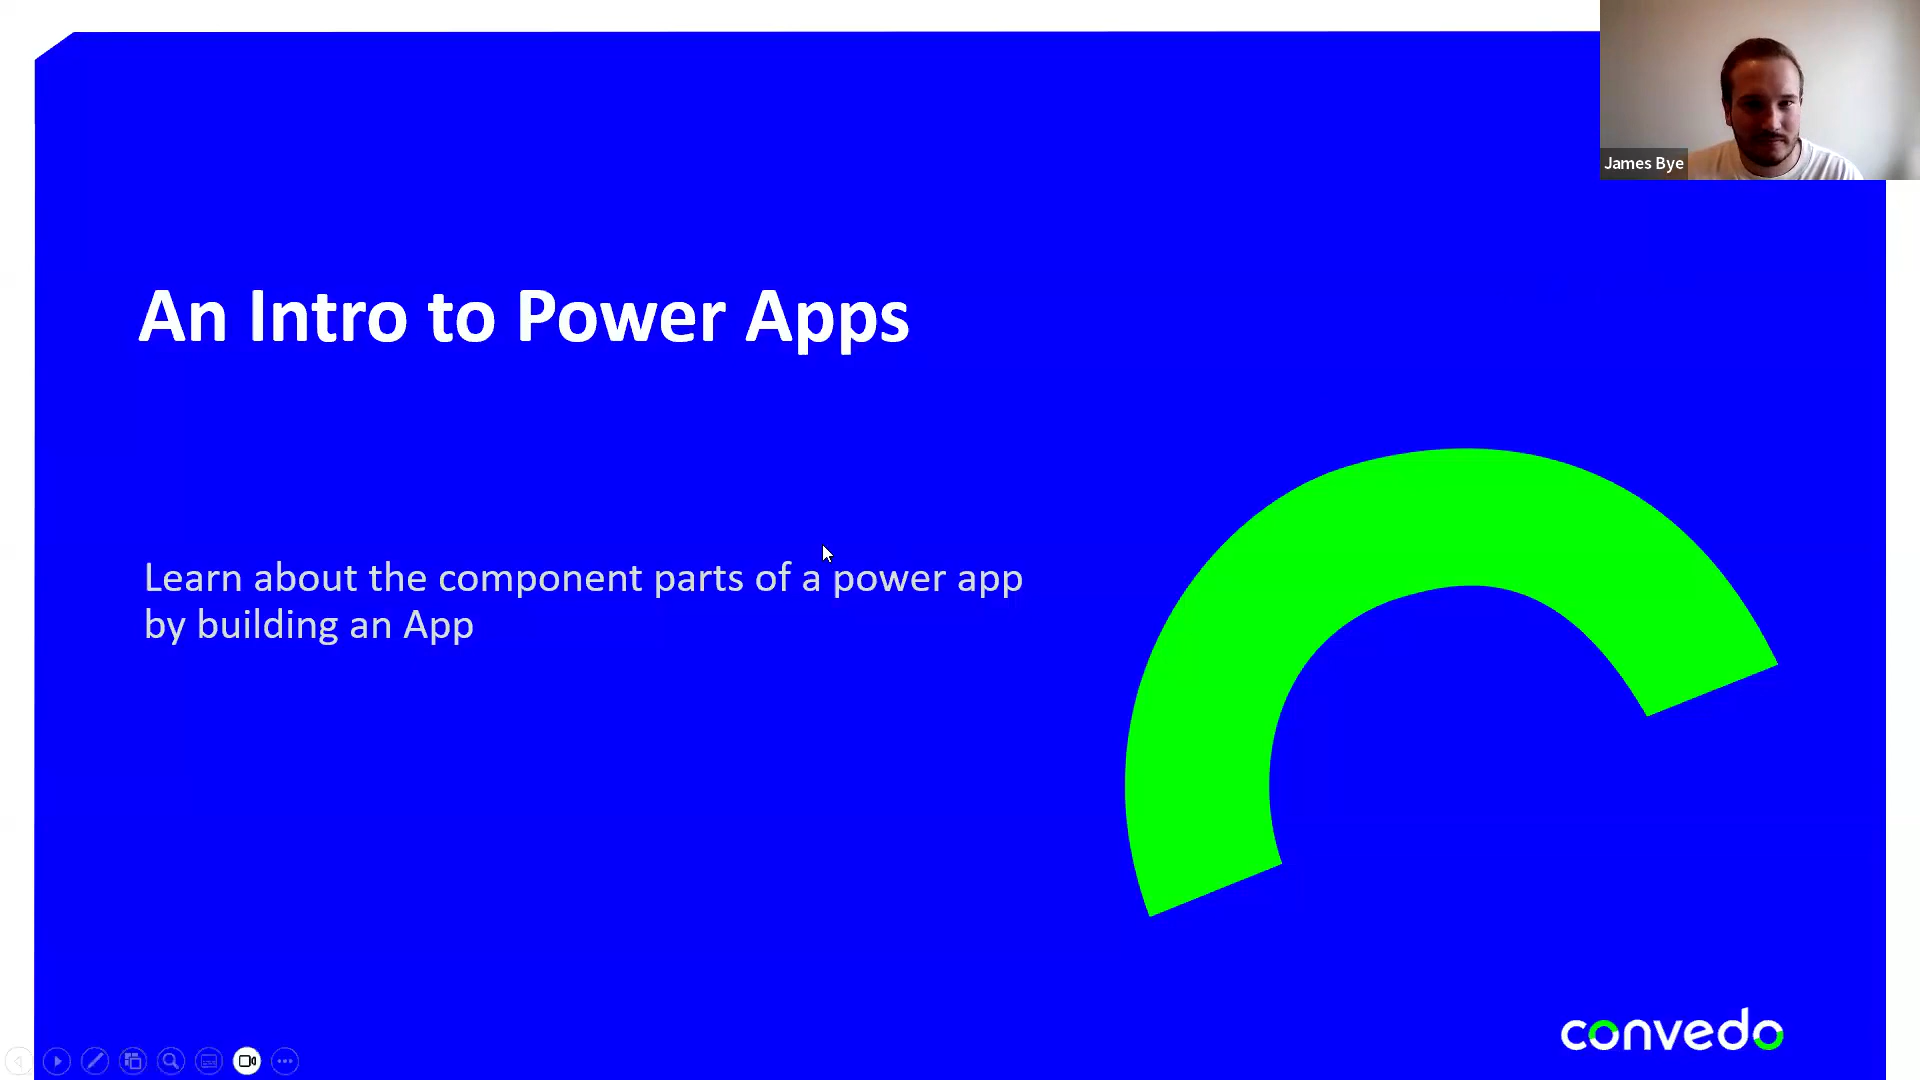 James Bye
An Intro to Power Apps
Learn about the component parts of a power app
by building an App
convedo